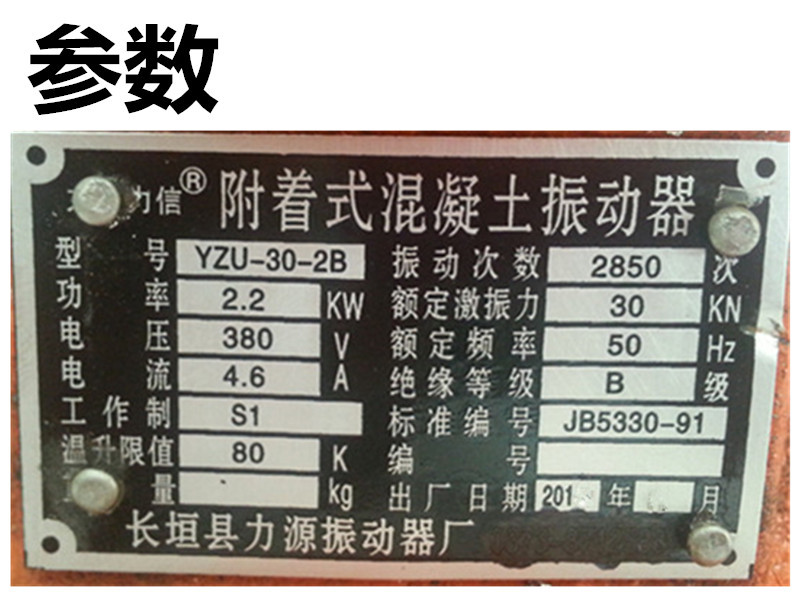 参数
力信® 附着式混凝土振动器
型号 YZU-30-2B 振动次数 2850 次
功率 2.2 KW 额定激振力 30 KN
电压 380 V 额定频率 50 Hz
电流 4.6 A 绝缘等级 B 级
工作制 S1 标准编号 JB5330-91
温升限值 80 K 编号
量 kg 出厂日期 201 年 月
长垣县力源振动器厂